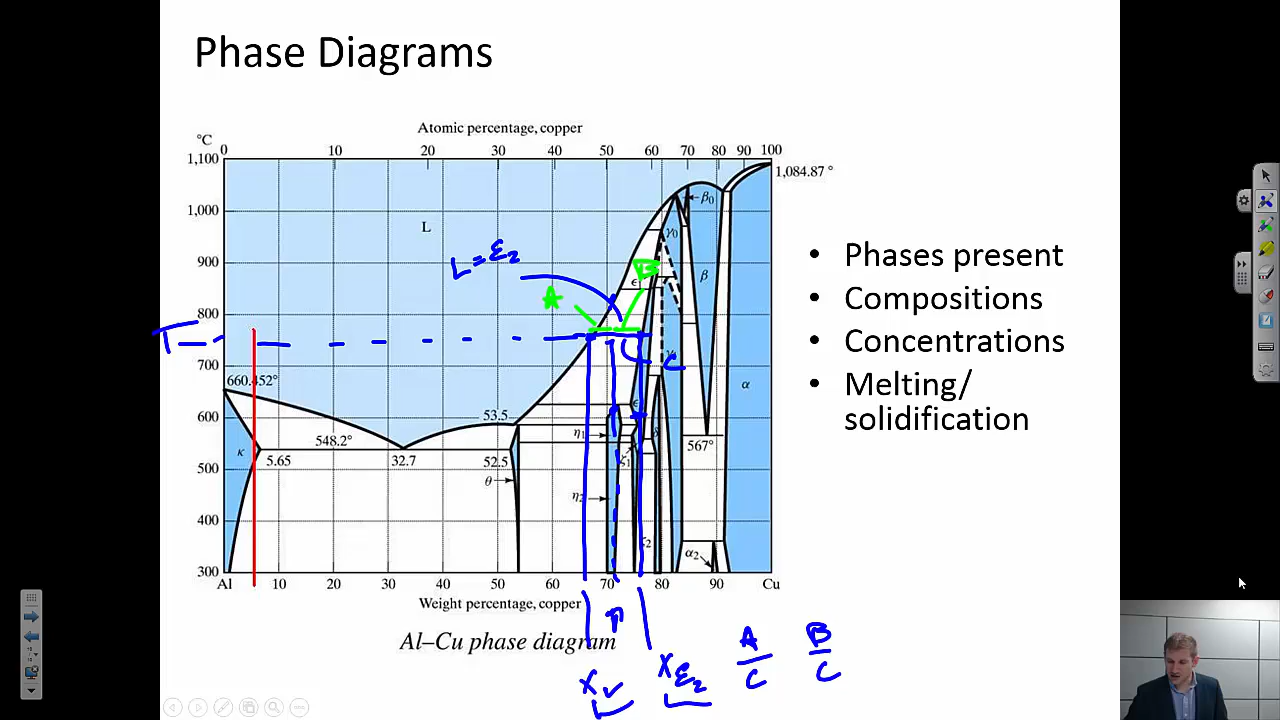 Phase Diagrams
Atomic percentage, copper
°C
0 10 20 30 40 50 60 70 80 90 100
1,100
1,084.87 °
1,000
900
800
700
600
500
400
300
L
L = ε₂
A
B
C
T
β₀
γ₀
β
ε₁
α
660.452°
548.2°
53.5
567°
κ
5.65
32.7
52.5
θ
η₁
η₂
ζ₁
ζ₂
δ
α₂
Al 10 20 30 40 50 60 70 80 90 Cu
Weight percentage, copper
Al–Cu phase diagram
• Phases present
• Compositions
• Concentrations
• Melting/
solidification
X ε₂
A
C
B
C